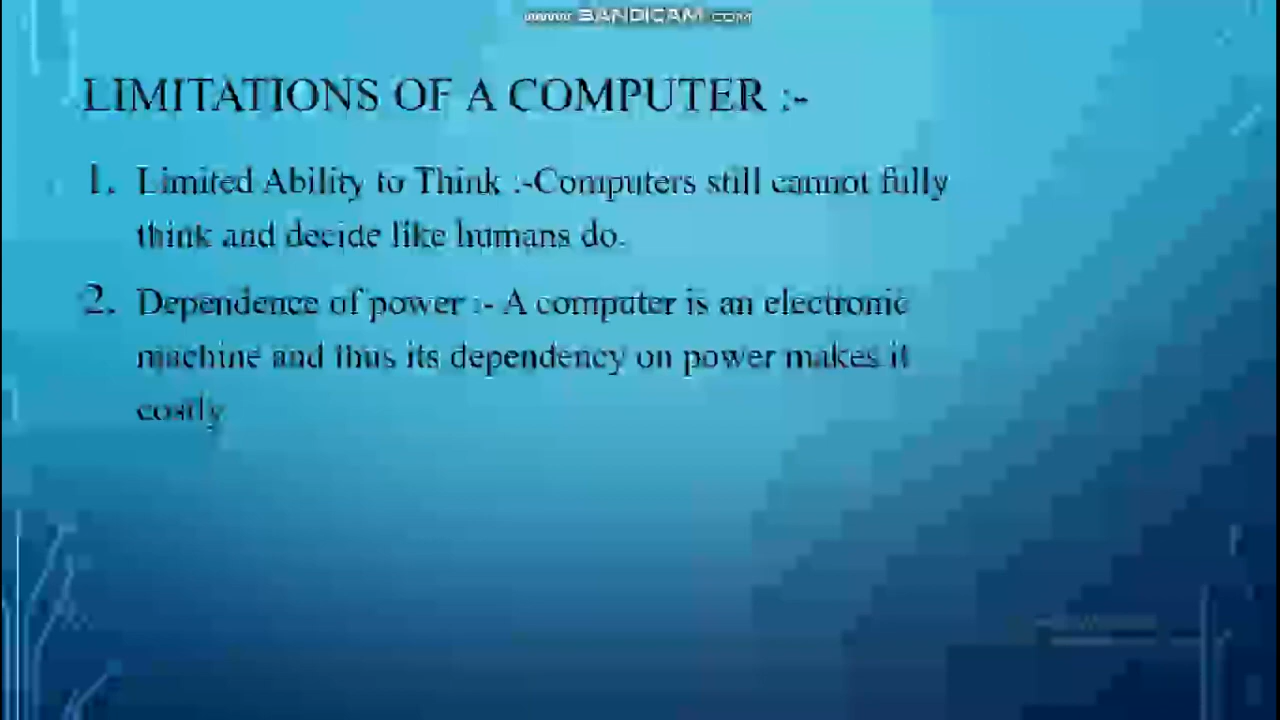 www.BANDICAM.COM
LIMITATIONS OF A COMPUTER :-
1. Limited Ability to Think :-Computers still cannot fully
think and decide like humans do.
2. Dependence of power :- A computer is an electronic
machine and thus its dependency on power makes it
costly